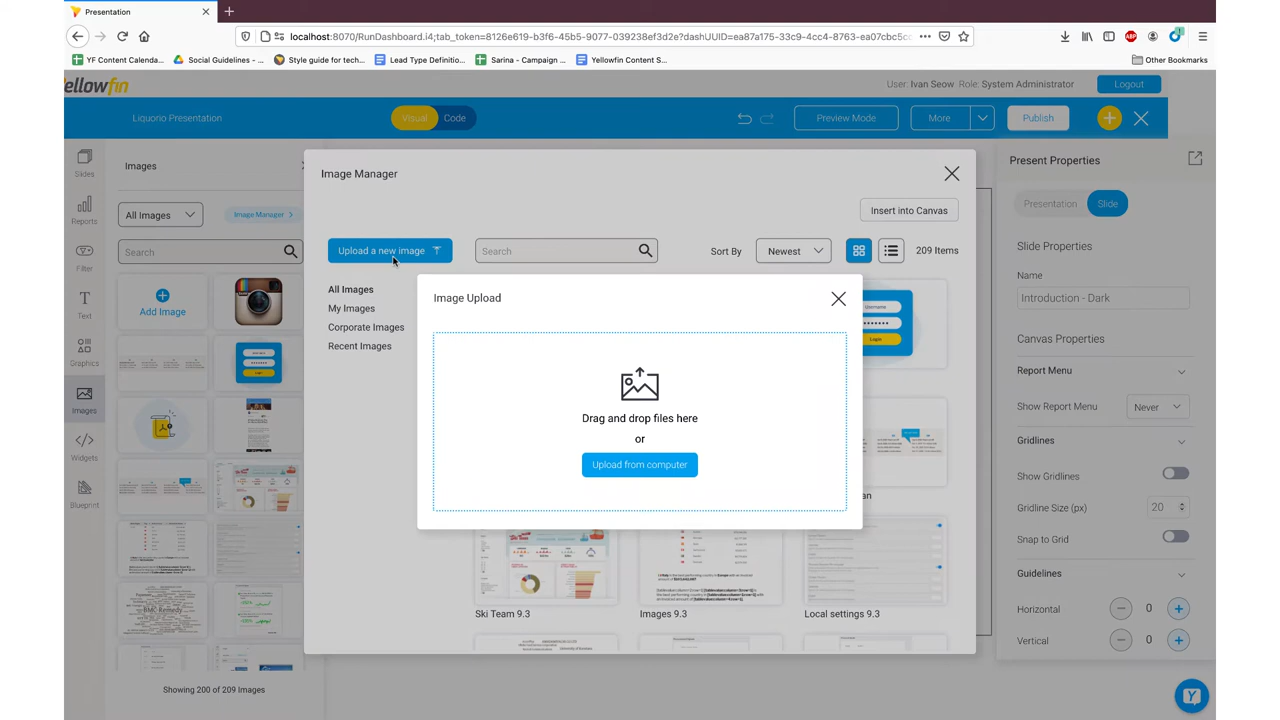 Presentation
localhost:8070/RunDashboard.i4;tab_token=8126e619-b3f6-45b5-9077-039238ef3d2e?dashUUID=ea87a175-33c9-4cc4-8763-ea07cbc5cc
YF Content Calenda...
Social Guidelines - ...
Style guide for tech...
Lead Type Definitio...
Sarina - Campaign ...
Yellowfin Content S...
Other Bookmarks
Yellowfin
User: Ivan Seow Role: System Administrator
Logout
Liquorio Presentation
Visual
Code
Preview Mode
More
Publish
Slides
Reports
Filter
Text
Graphics
Images
Widgets
Blueprint
Images
All Images
Image Manager
Search
Add Image
Showing 200 of 209 Images
Image Manager
Insert into Canvas
Upload a new image
Search
Sort By
Newest
209 Items
All Images
My Images
Corporate Images
Recent Images
Username
Login
Image Upload
Drag and drop files here
or
Upload from computer
Ski Team 9.3
Images 9.3
Local settings 9.3
Present Properties
Presentation
Slide
Slide Properties
Name
Introduction - Dark
Canvas Properties
Report Menu
Show Report Menu
Never
Gridlines
Show Gridlines
Gridline Size (px)
20
Snap to Grid
Guidelines
Horizontal
0
Vertical
0